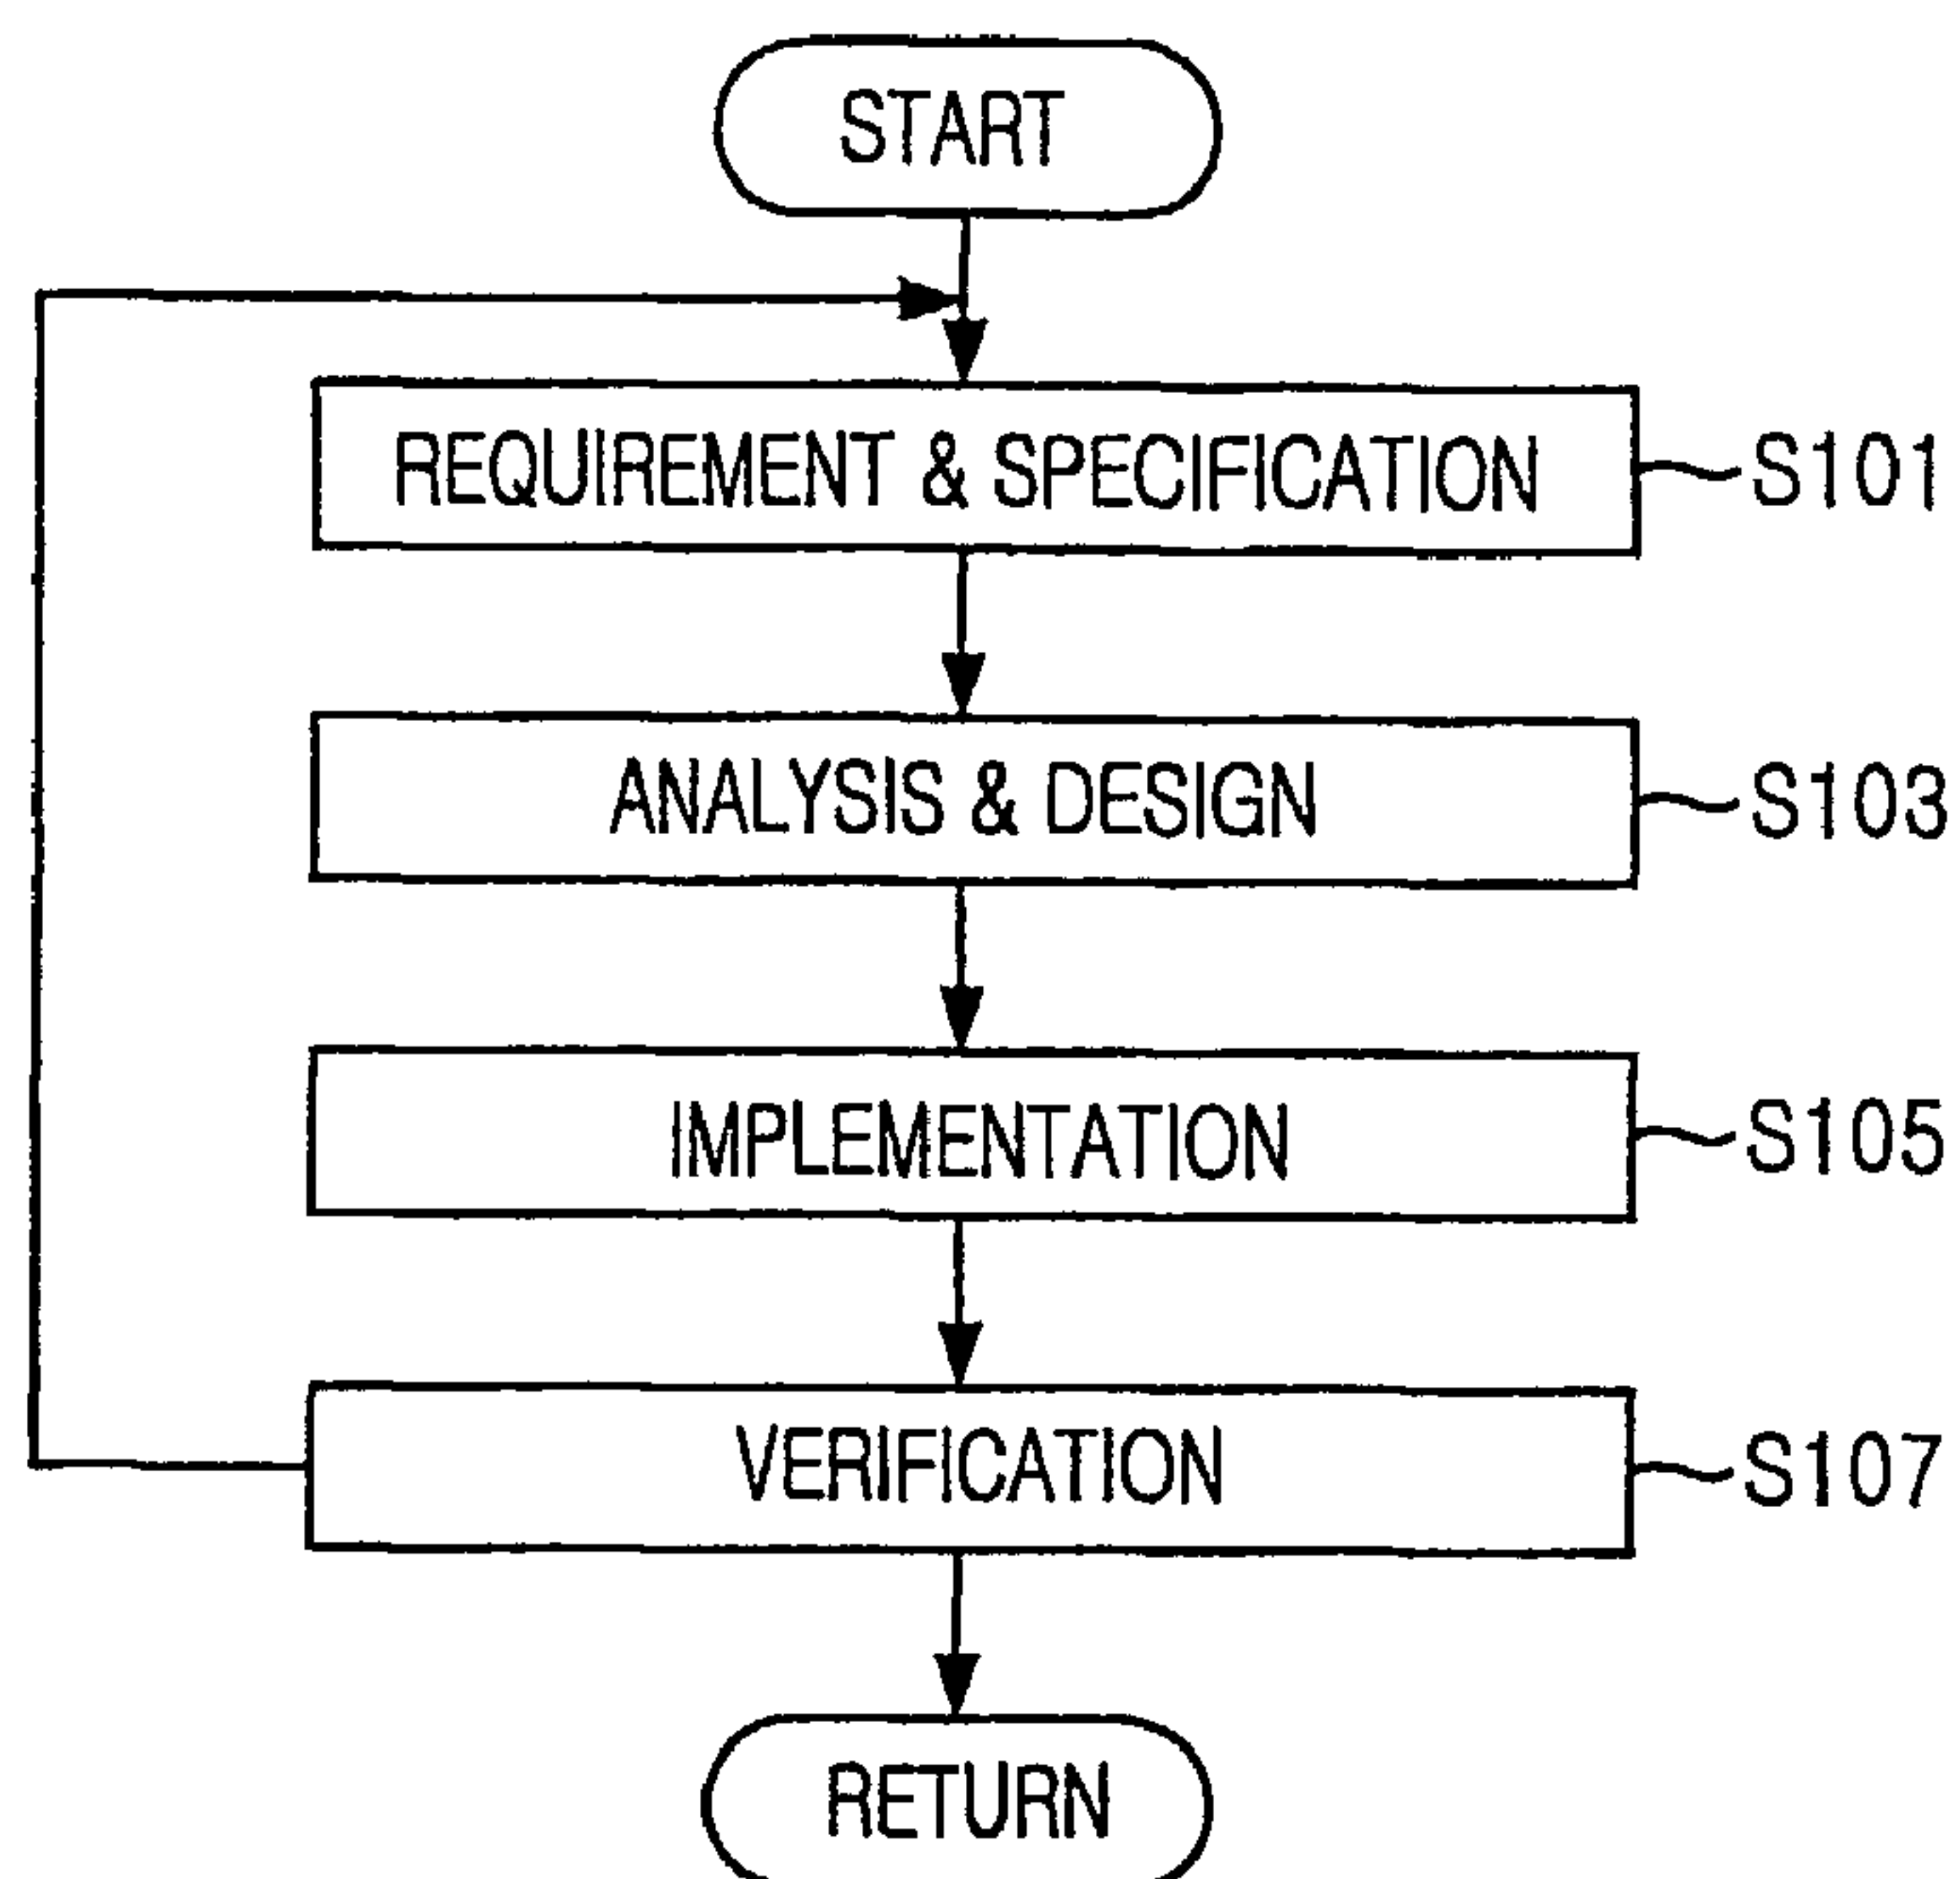 START
REQUIREMENT & SPECIFICATION
S101
ANALYSIS & DESIGN
S103
IMPLEMENTATION
S105
VERIFICATION
S107
RETURN